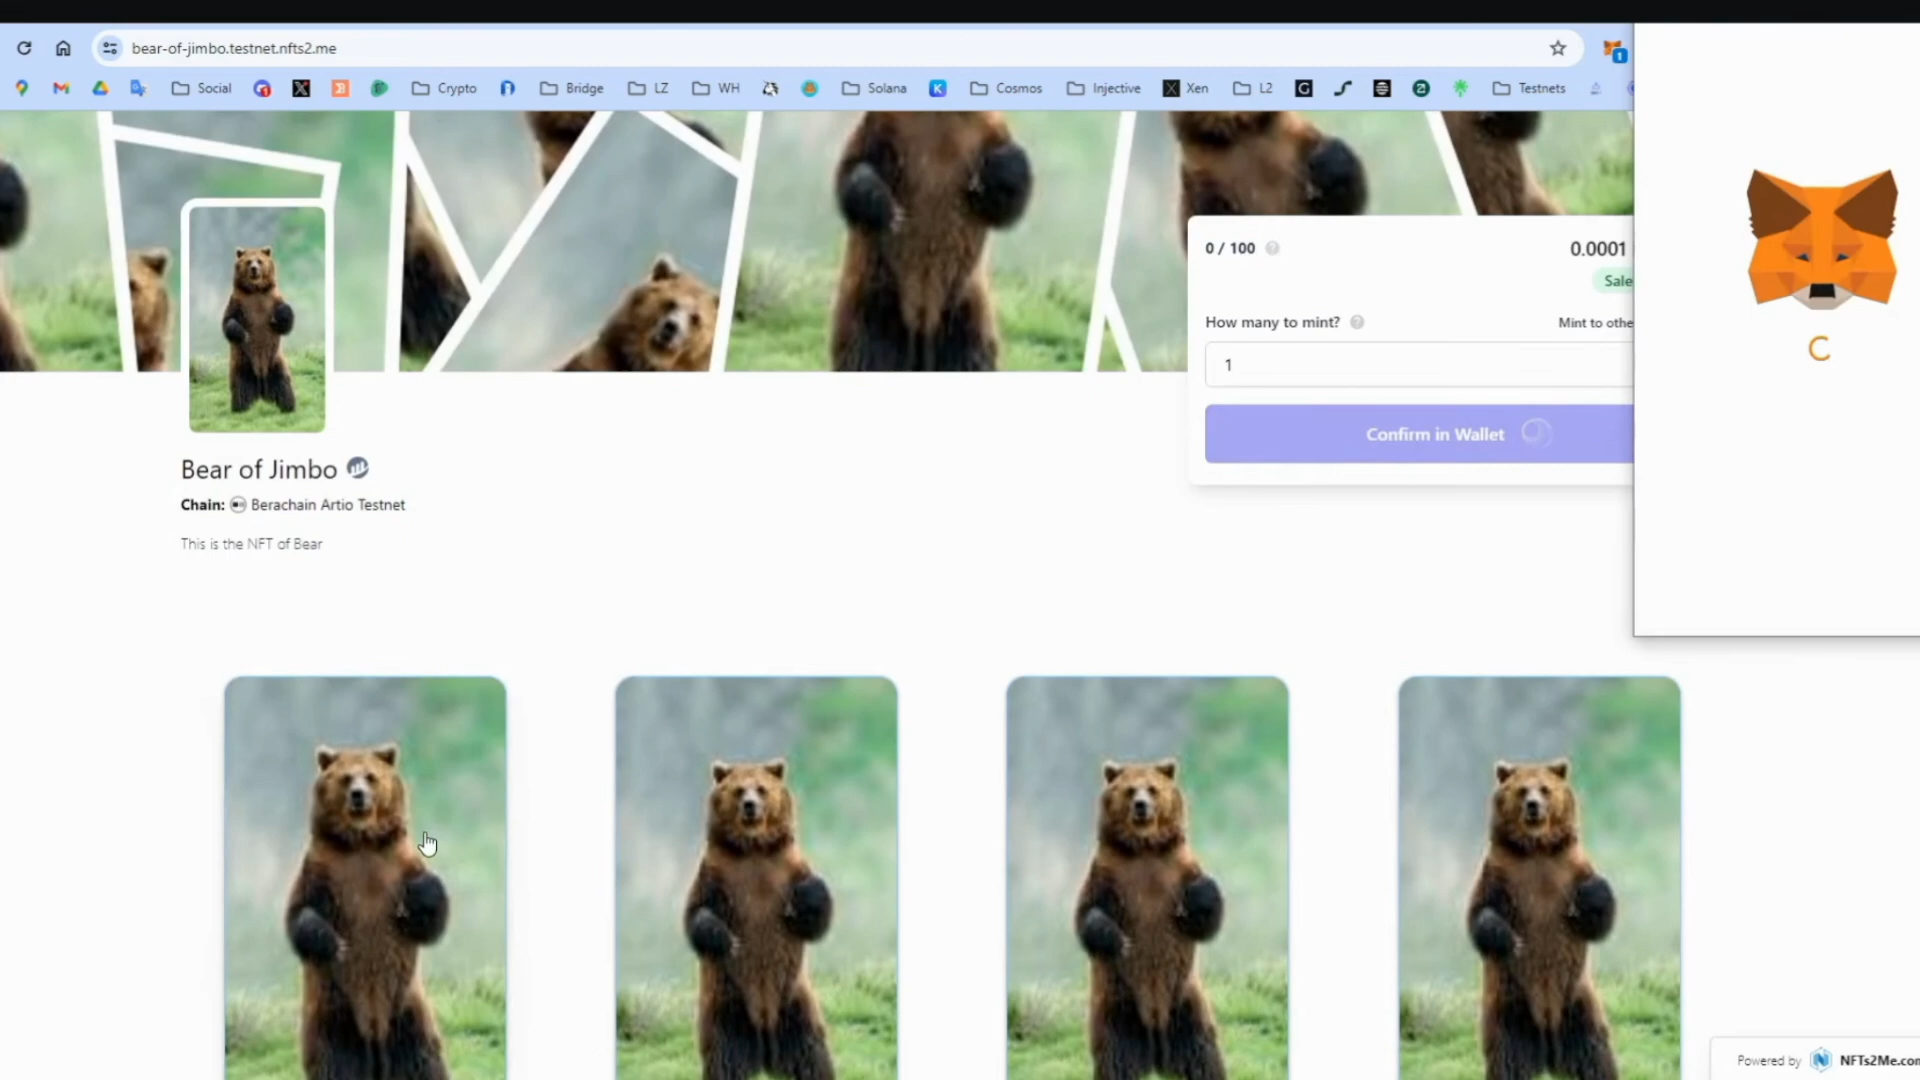 bear-of-jimbo.testnet.nfts2.me
1
Social
Crypto
Bridge
LZ
WH
Solana
Cosmos
Injective
Xen
L2
Testnets
0 / 100
0.0001
Sale
How many to mint?
Mint to othe
1
Confirm in Wallet
Bear of Jimbo
Chain: Berachain Artio Testnet
This is the NFT of Bear
Powered by NFTs2Me.con